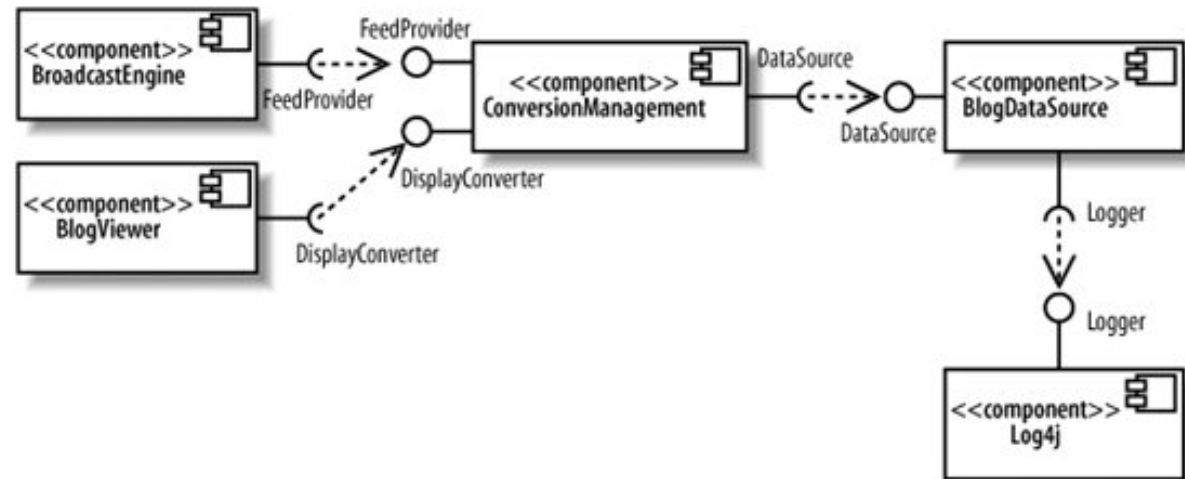 <<component>>
BroadcastEngine
FeedProvider
FeedProvider
<<component>>
ConversionManagement
DataSource
DataSource
<<component>>
BlogDataSource
<<component>>
BlogViewer
DisplayConverter
DisplayConverter
Logger
Logger
<<component>>
Log4j